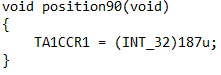 void position90(void)
{
    TA1CCR1 = (INT_32)187u;
}